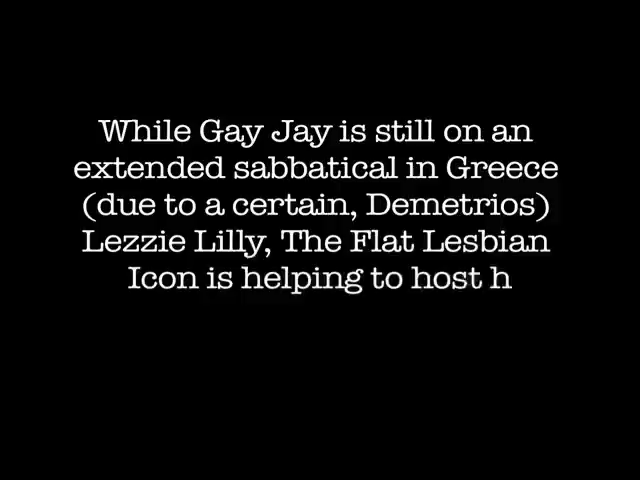 While Gay Jay is still on an
extended sabbatical in Greece
(due to a certain, Demetrios)
Lezzie Lilly, The Flat Lesbian
Icon is helping to host h